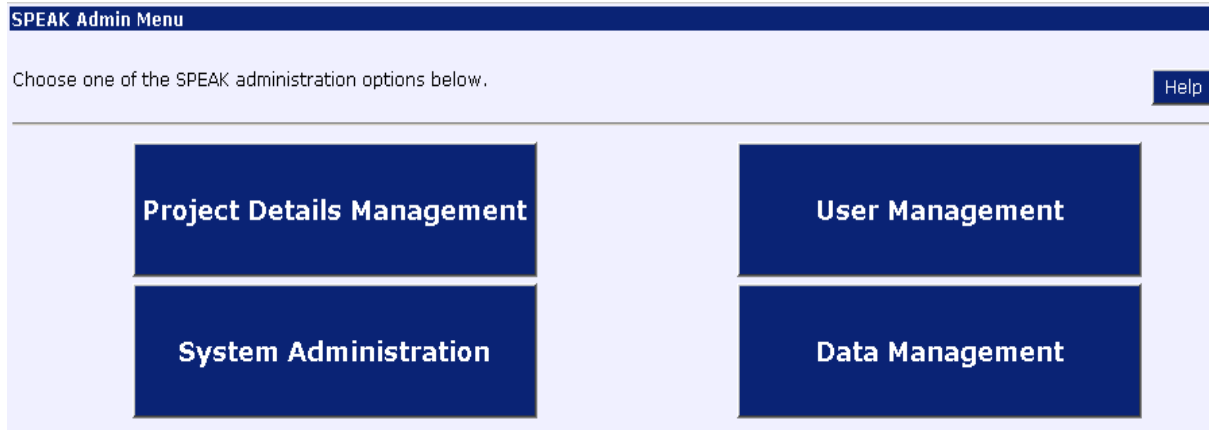 SPEAK Admin Menu
Choose one of the SPEAK administration options below.
Help
Project Details Management
User Management
System Administration
Data Management